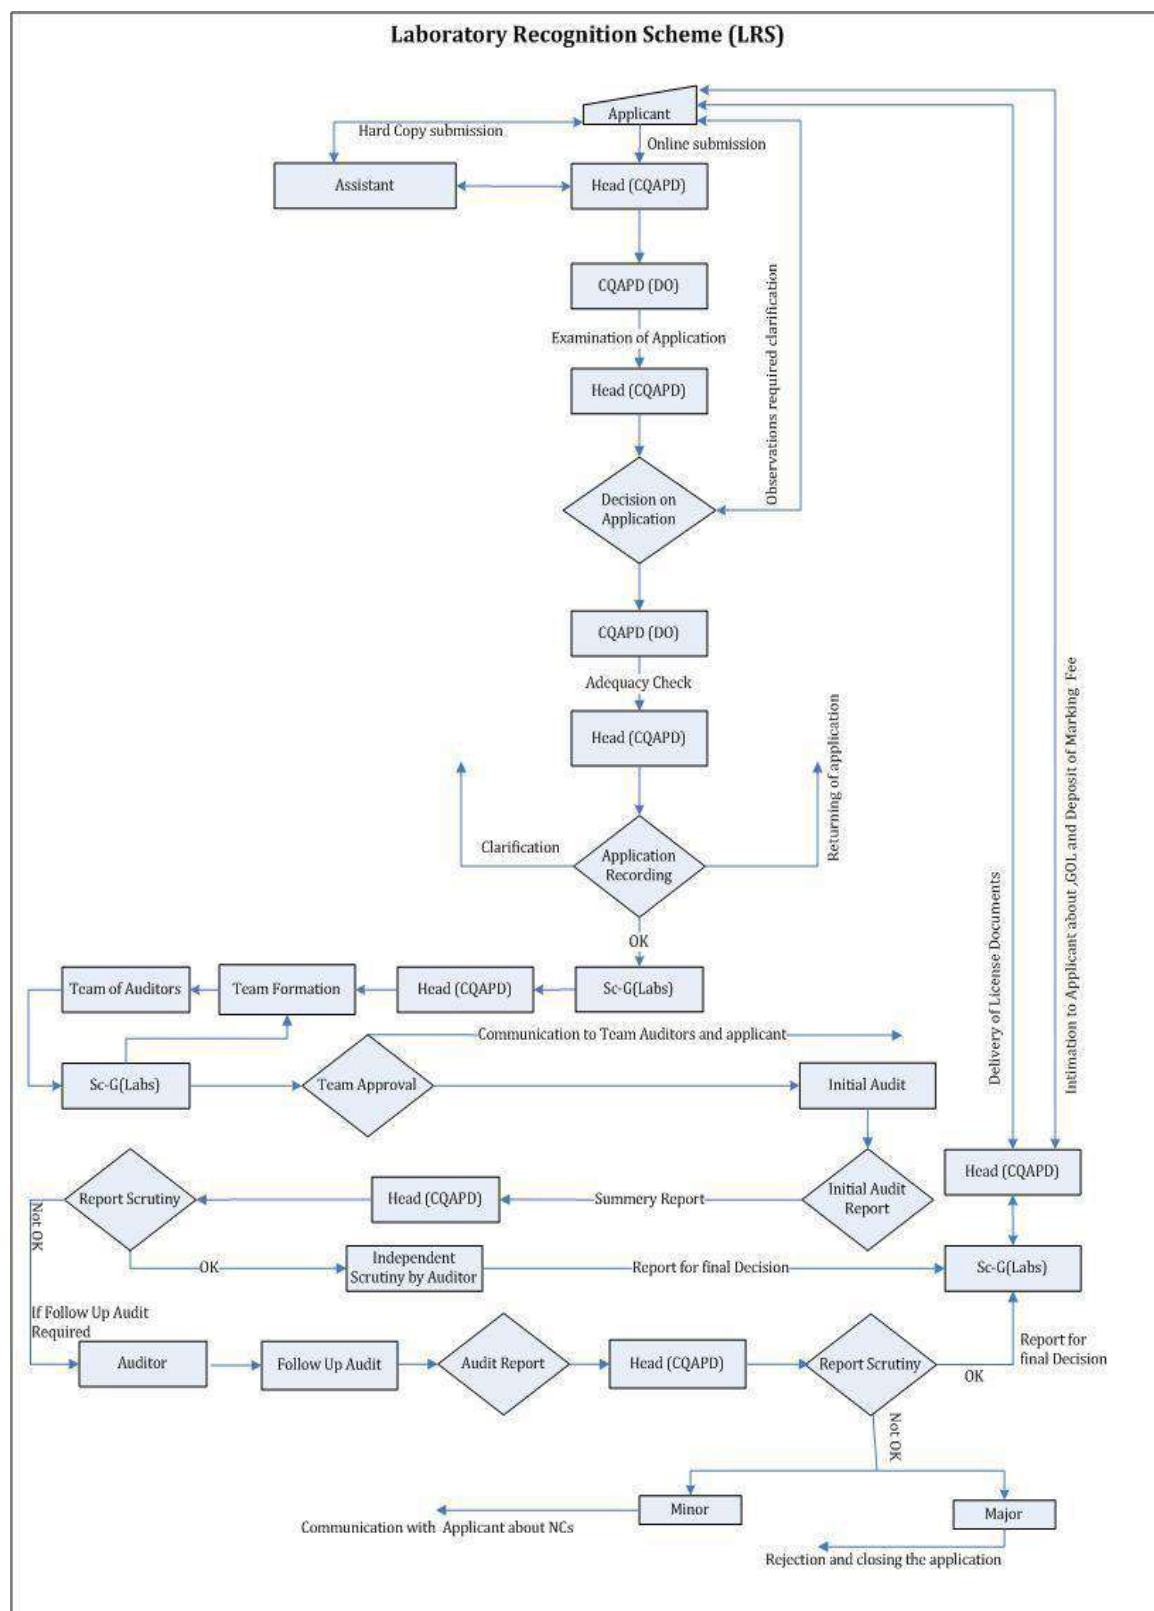 Laboratory Recognition Scheme (LRS)
Applicant
Hard Copy submission
Online submission
Assistant
Head (CQAPD)
CQAPD (DO)
Examination of Application
Observations required clarification
Head (CQAPD)
Decision on
Application
CQAPD (DO)
Adequacy Check
Head (CQAPD)
Clarification
Application
Recording
Returning of application
OK
Delivery of License Documents
Intimation to Applicant about ,GOL and Deposit of Marking Fee
Team of Auditors
Team Formation
Head (CQAPD)
Sc-G(Labs)
Communication to Team Auditors and applicant
Sc-G(Labs)
Team Approval
Initial Audit
Report Scrutiny
Head (CQAPD)
Summery Report
Initial Audit
Report
Head (CQAPD)
Not OK
OK
Independent
Scrutiny by Auditor
Report for final Decision
Sc-G(Labs)
If Follow Up Audit
Required
Auditor
Follow Up Audit
Audit Report
Head (CQAPD)
Report Scrutiny
OK
Report for
final Decision
Not OK
Minor
Major
Communication with Applicant about NCs
Rejection and closing the application